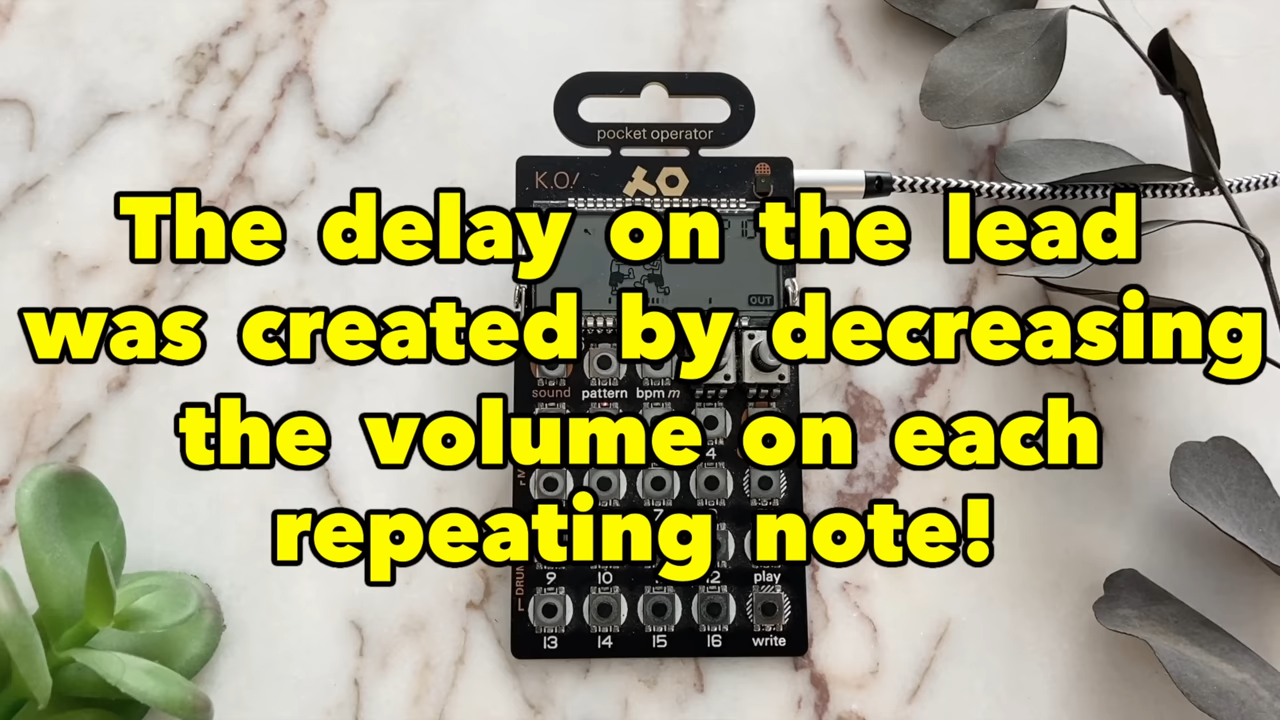 pocket operator
K.O!
The delay on the lead
OUT
was created by decreasing
sound pattern bpm m
the volume on each
4
7
repeating note!
9 10 12 play
13 14 15 16 write